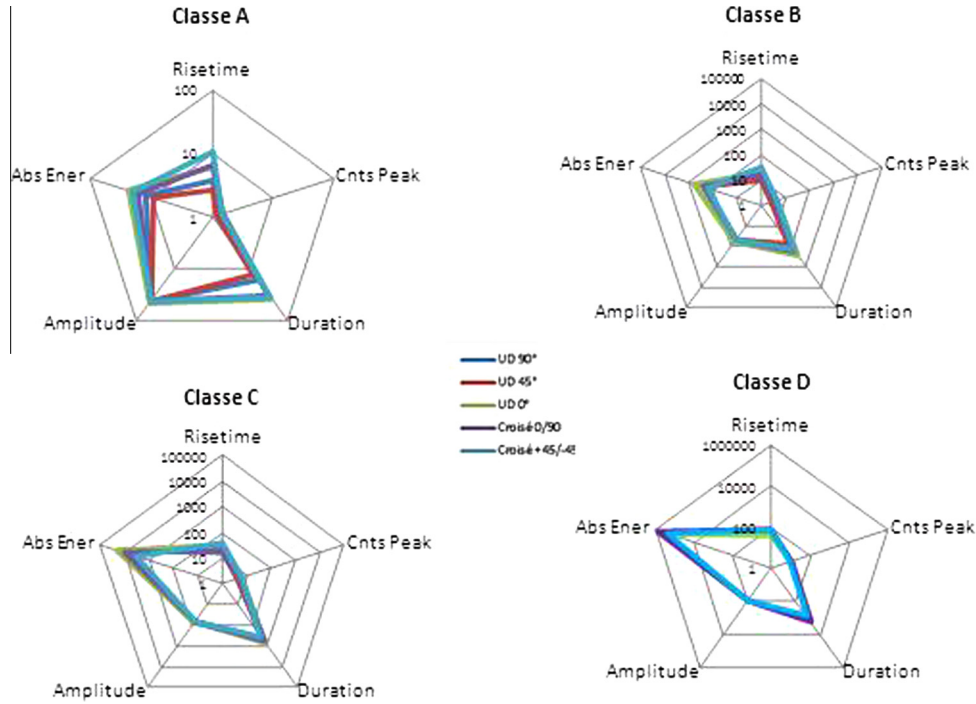 Classe A
Risetime
100
10
1
Abs Ener
Cnts Peak
Amplitude
Duration
Classe B
Risetime
100000
10000
1000
100
10
1
Abs Ener
Cnts Peak
Amplitude
Duration
UD 90°
UD 45°
UD 0°
Croisé 0/90
Croisé +45/-45
Classe C
Risetime
100000
10000
1000
100
10
1
Abs Ener
Cnts Peak
Amplitude
Duration
Classe D
Risetime
1000000
10000
100
1
Abs Ener
Cnts Peak
Amplitude
Duration